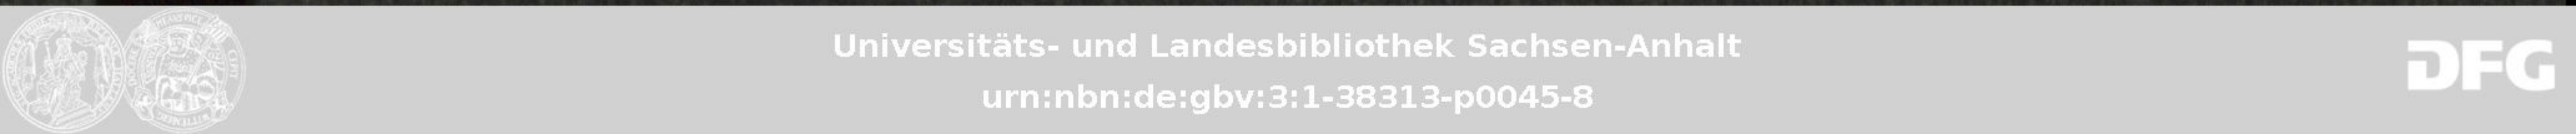 Universitäts- und Landesbibliothek Sachsen-Anhalt
urn:nbn:de:gbv:3:1-38313-p0045-8
DFG